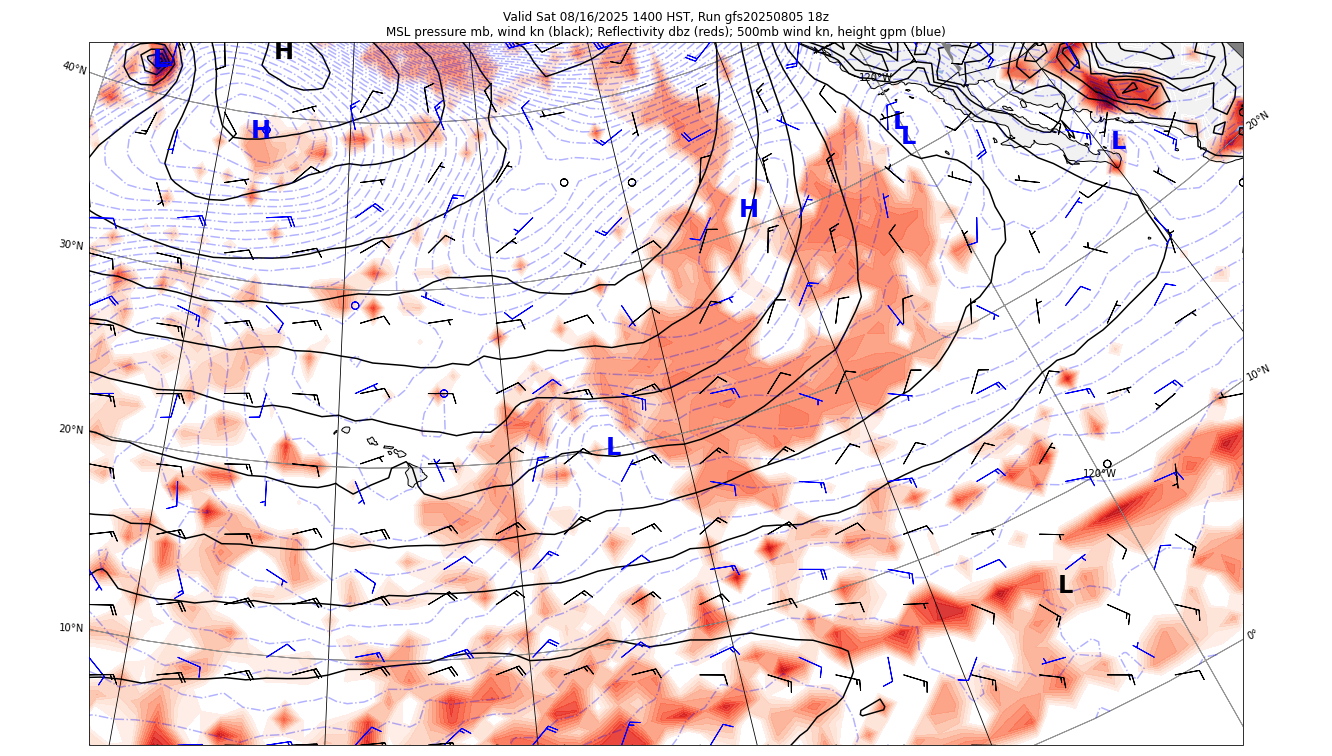 Valid Sat 08/16/2025 1400 HST, Run gfs20250805 18z
MSL pressure mb, wind kn (black); Reflectivity dbz (reds); 500mb wind kn, height gpm (blue)
H
L
40°N
120°W
20°N
H
L
L
L
H
30°N
10°N
20°N
L
120°W
L
10°N
0°